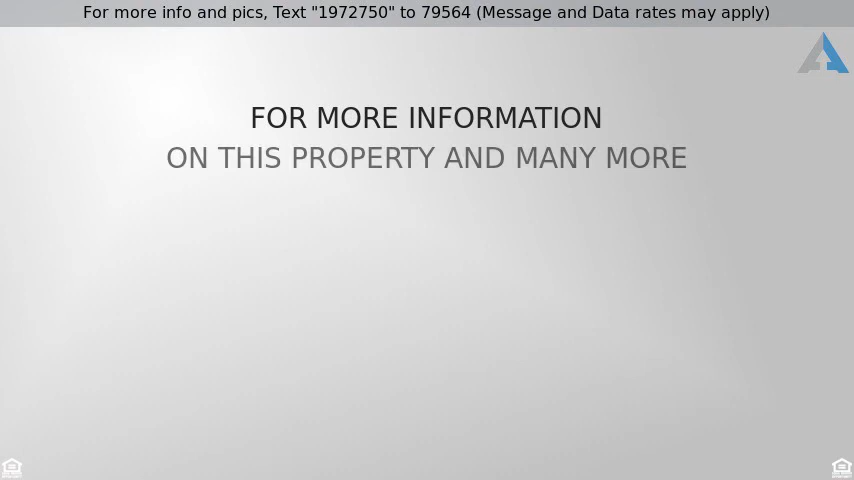 For more info and pics, Text "1972750" to 79564 (Message and Data rates may apply)
FOR MORE INFORMATION
ON THIS PROPERTY AND MANY MORE